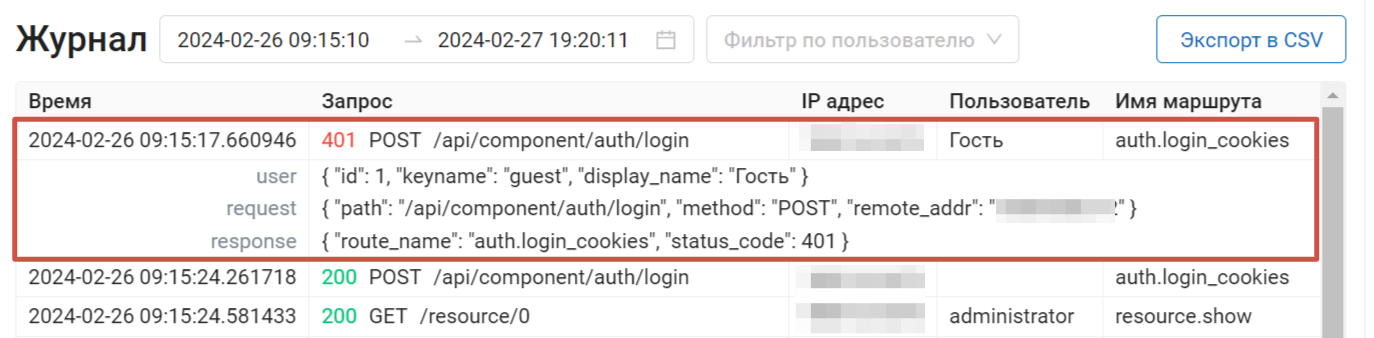 Журнал 2024-02-26 09:15:10 → 2024-02-27 19:20:11 Фильтр по пользователю Экспорт в CSV
Время Запрос IP адрес Пользователь Имя маршрута
2024-02-26 09:15:17.660946 401 POST /api/component/auth/login Гость auth.login_cookies
user { "id": 1, "keyname": "guest", "display_name": "Гость" }
request { "path": "/api/component/auth/login", "method": "POST", "remote_addr": " " }
response { "route_name": "auth.login_cookies", "status_code": 401 }
2024-02-26 09:15:24.261718 200 POST /api/component/auth/login auth.login_cookies
2024-02-26 09:15:24.581433 200 GET /resource/0 administrator resource.show